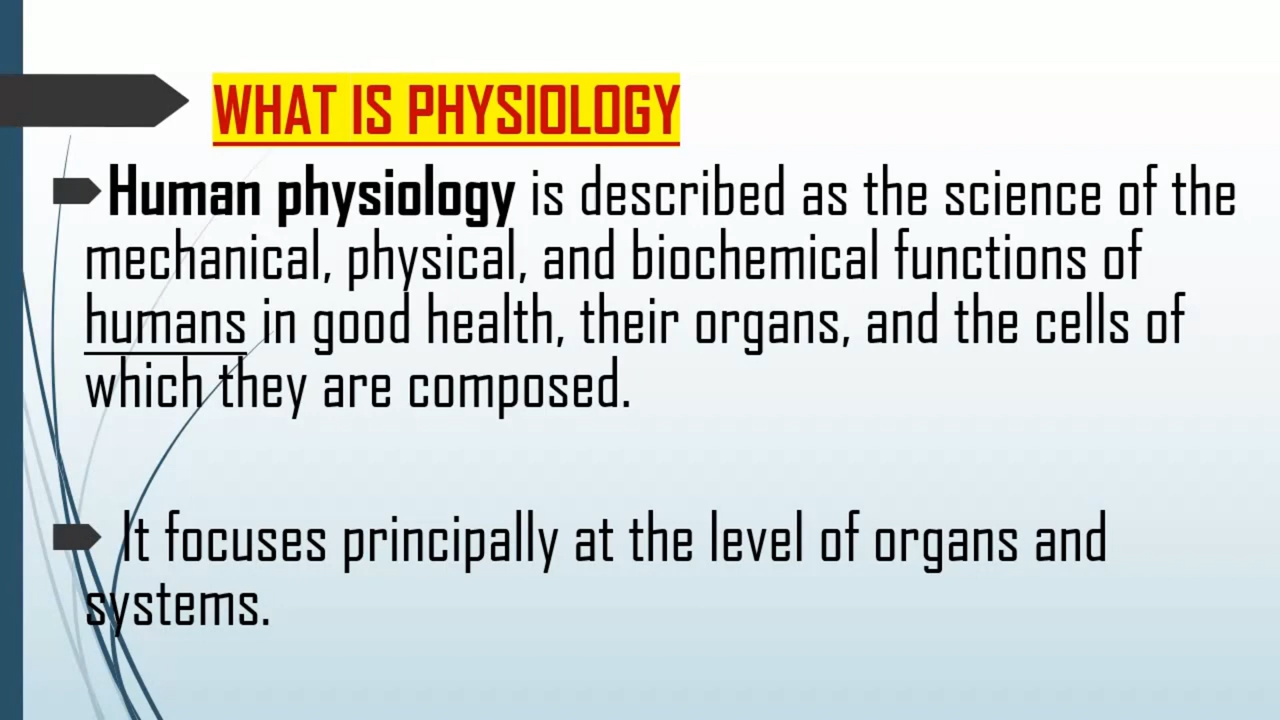 WHAT IS PHYSIOLOGY
Human physiology is described as the science of the
mechanical, physical, and biochemical functions of
humans in good health, their organs, and the cells of
which they are composed.
It focuses principally at the level of organs and
systems.